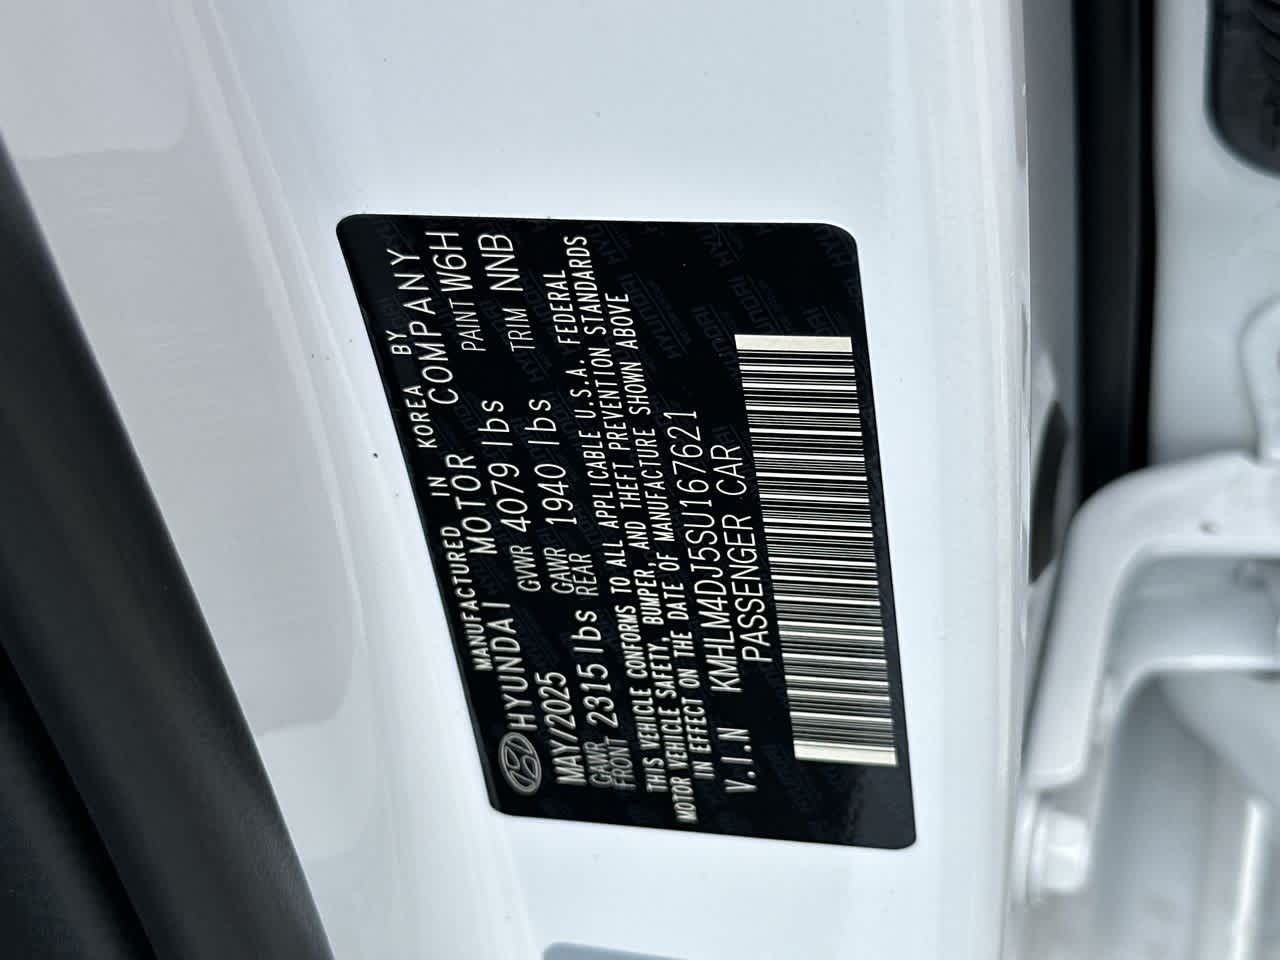 MANUFACTURED IN KOREA BY
HYUNDAI MOTOR COMPANY
MAY/2025 GVWR 4079 lbs PAINT W6H
GAWR FRONT 2315 lbs GAWR REAR 1940 lbs TRIM NNB
THIS VEHICLE CONFORMS TO ALL APPLICABLE U.S.A. FEDERAL
MOTOR VEHICLE SAFETY, BUMPER, AND THEFT PREVENTION STANDARDS
IN EFFECT ON THE DATE OF MANUFACTURE SHOWN ABOVE
V.I.N KMHLM4DJ5SU167621
PASSENGER CAR